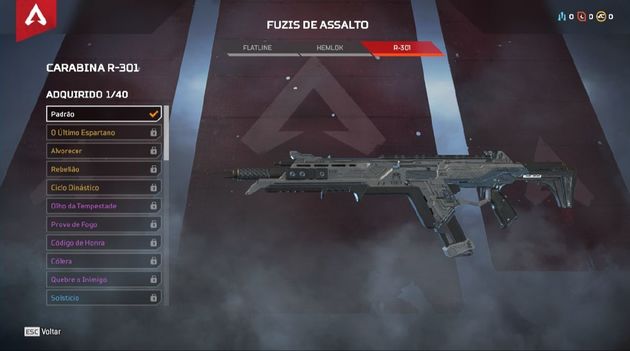 FUZIS DE ASSALTO
0 0 0
FLATLINE HEMLOK R-301
CARABINA R-301
ADQUIRIDO 1/40
Padrão
O Último Espartano
Alvorecer
Rebelião
Ciclo Dinástico
Olho da Tempestade
Prova de Fogo
Código de Honra
Cólera
Quebre o Inimigo
Solstício
ESC Voltar